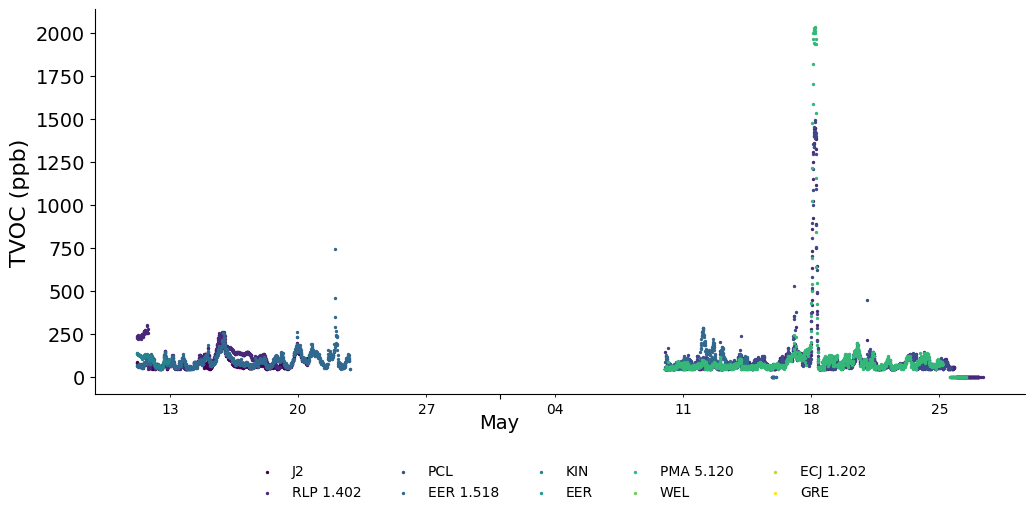 TVOC (ppb)
2000
1750
1500
1250
1000
750
500
250
0
13 20 27 04 11 18 25
May
J2 PCL KIN PMA 5.120 ECJ 1.202
RLP 1.402 EER 1.518 EER WEL GRE